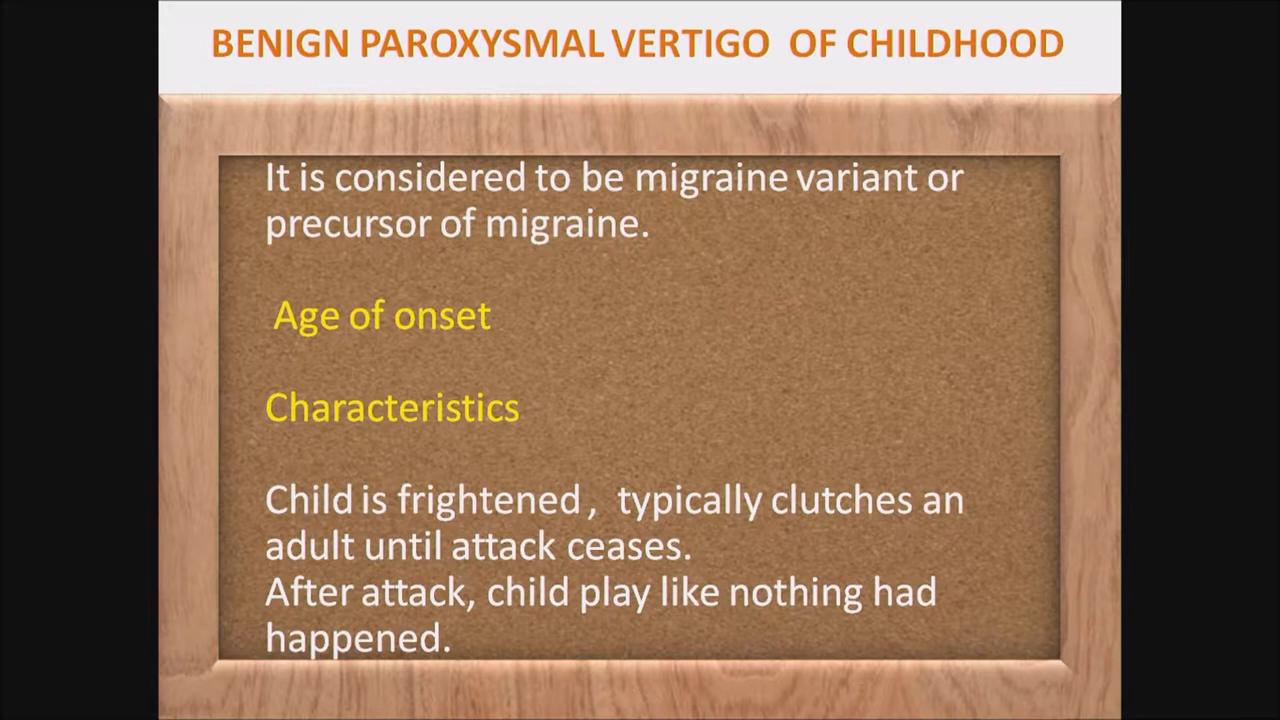 BENIGN PAROXYSMAL VERTIGO OF CHILDHOOD
It is considered to be migraine variant or
precursor of migraine.
Age of onset
Characteristics
Child is frightened , typically clutches an
adult until attack ceases.
After attack, child play like nothing had
happened.